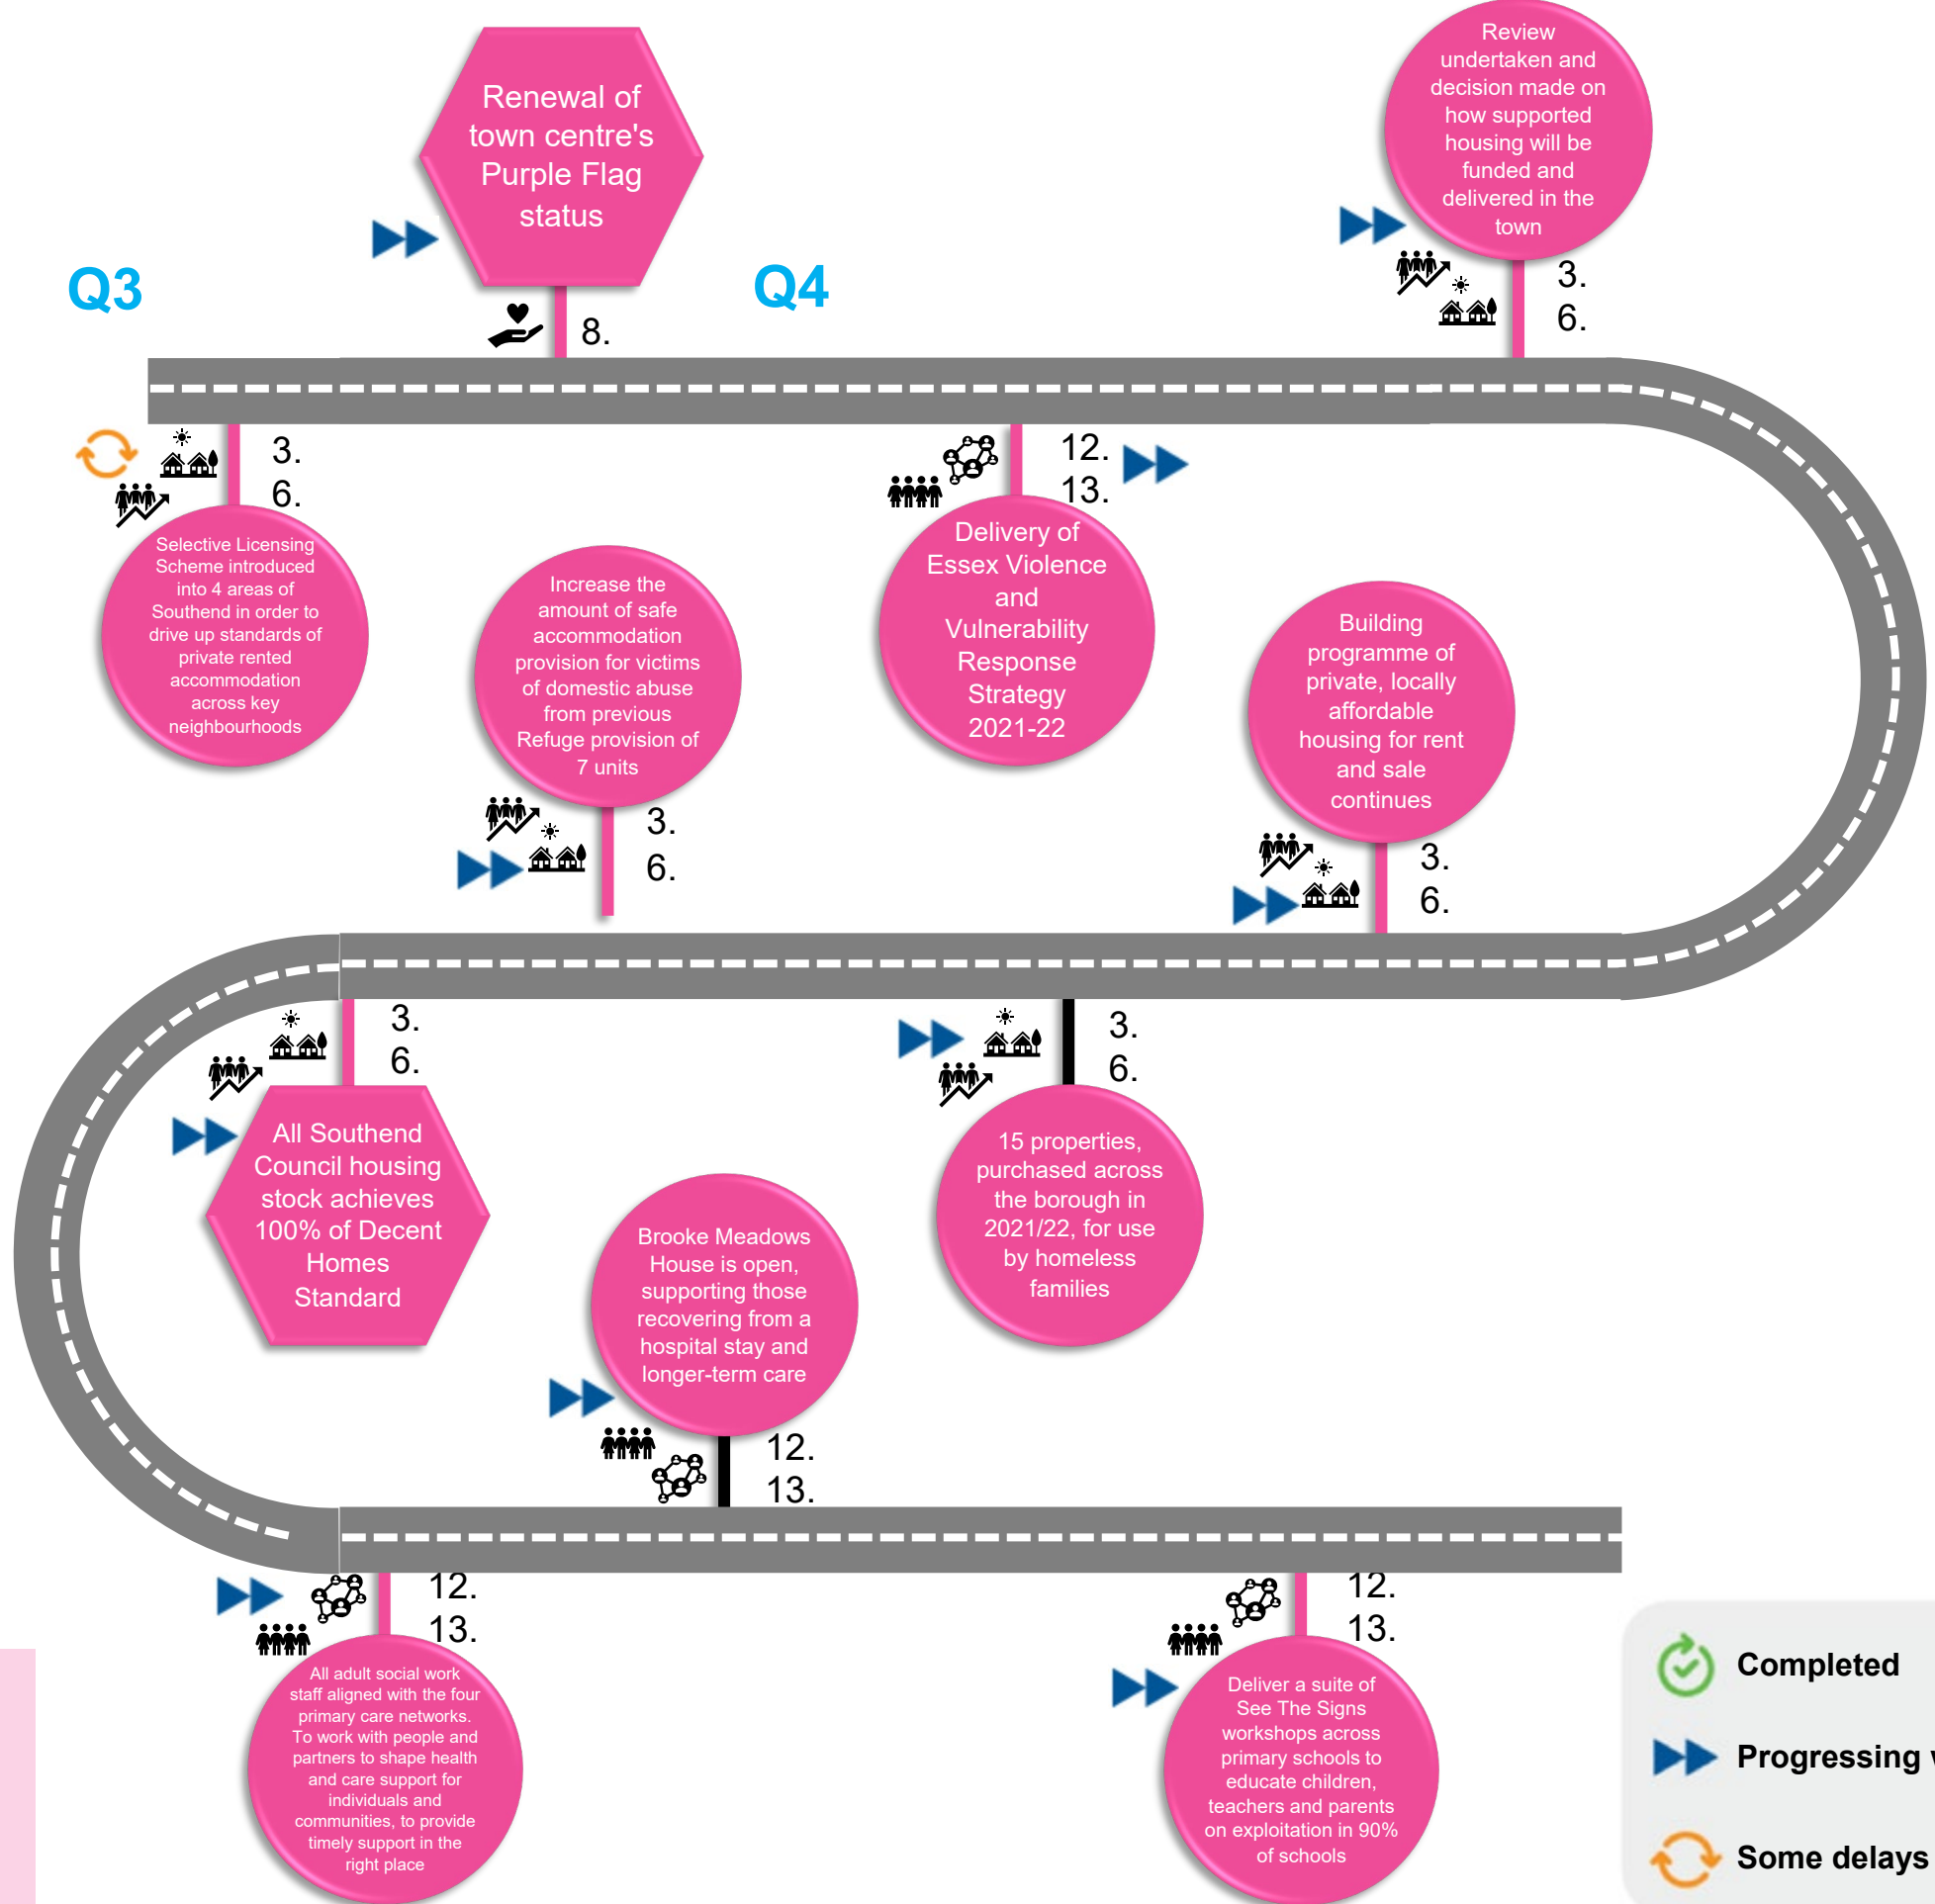 Renewal of
town centre's
Purple Flag
status
8.
Review
undertaken and
decision made on
how supported
housing will be
funded and
delivered in the
town
3.
6.
Q3
Q4
3.
6.
Selective Licensing
Scheme introduced
into 4 areas of
Southend in order to
drive up standards of
private rented
accommodation
across key
neighbourhoods
Increase the
amount of safe
accommodation
provision for victims
of domestic abuse
from previous
Refuge provision of
7 units
3.
6.
12.
13.
Delivery of
Essex Violence
and
Vulnerability
Response
Strategy
2021-22
Building
programme of
private, locally
affordable
housing for rent
and sale
continues
3.
6.
3.
6.
All Southend
Council housing
stock achieves
100% of Decent
Homes
Standard
Brooke Meadows
House is open,
supporting those
recovering from a
hospital stay and
longer-term care
12.
13.
3.
6.
15 properties,
purchased across
the borough in
2021/22, for use
by homeless
families
12.
13.
All adult social work
staff aligned with the four
primary care networks.
To work with people and
partners to shape health
and care support for
individuals and
communities, to provide
timely support in the
right place
12.
13.
Deliver a suite of
See The Signs
workshops across
primary schools to
educate children,
teachers and parents
on exploitation in 90%
of schools
Completed
Progressing
Some delays